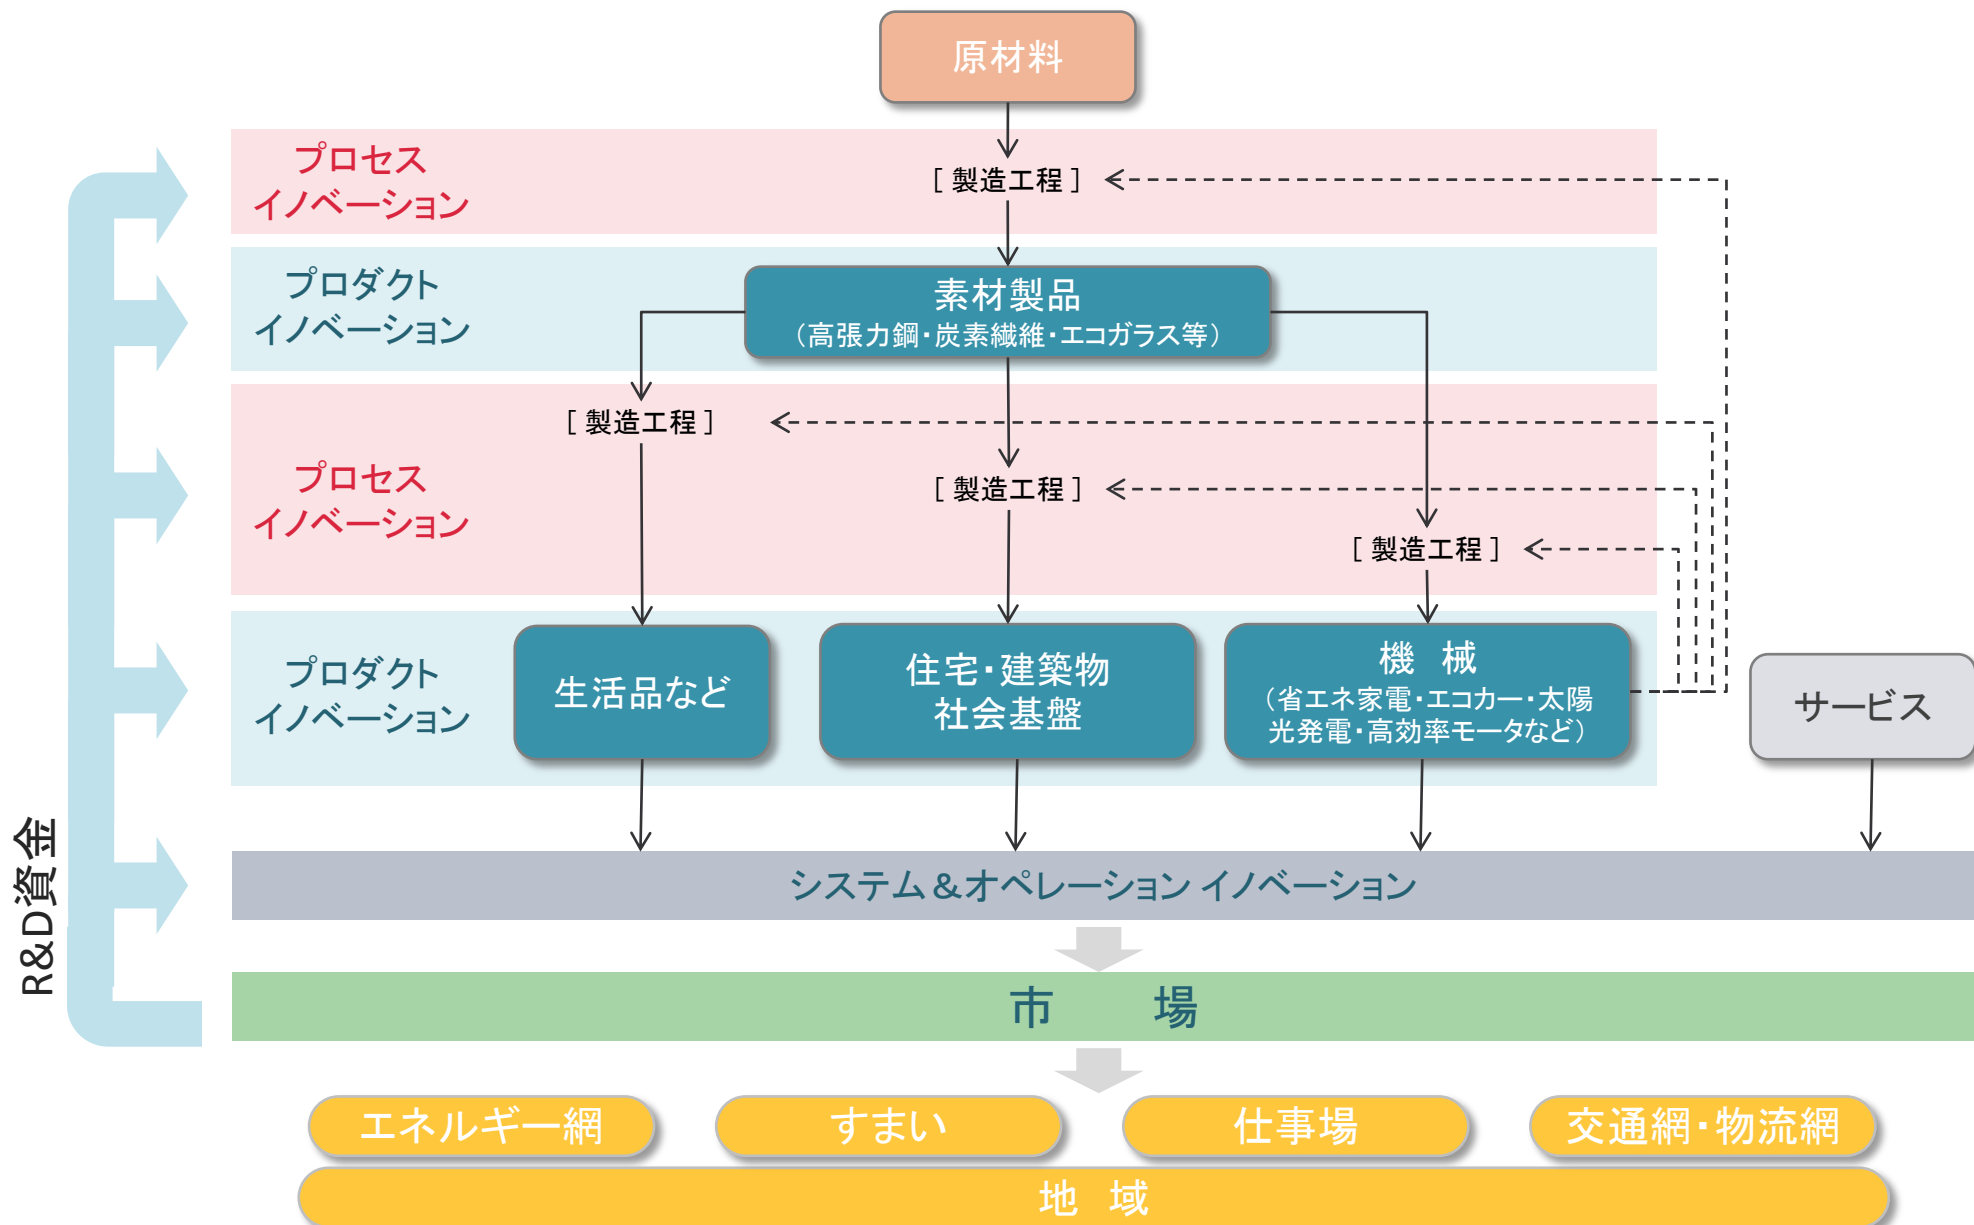 原材料
プロセス
イノベーション
[ 製造工程 ]
プロダクト
イノベーション
素材製品
（高張力鋼・炭素繊維・エコガラス等）
[ 製造工程 ]
プロセス
イノベーション
[ 製造工程 ]
[ 製造工程 ]
プロダクト
イノベーション
生活品など
住宅・建築物
社会基盤
機 械
（省エネ家電・エコカー・太陽
光発電・高効率モータなど）
サービス
R&D資金
システム＆オペレーション イノベーション
市 場
エネルギー網
すまい
仕事場
交通網・物流網
地 域